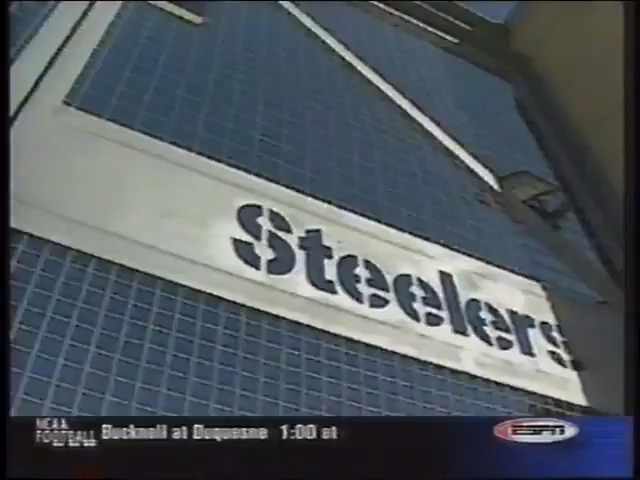 Steelers
NCAA
FOOTBALL
Bucknell at Duquesne 1:00 et
ESPN